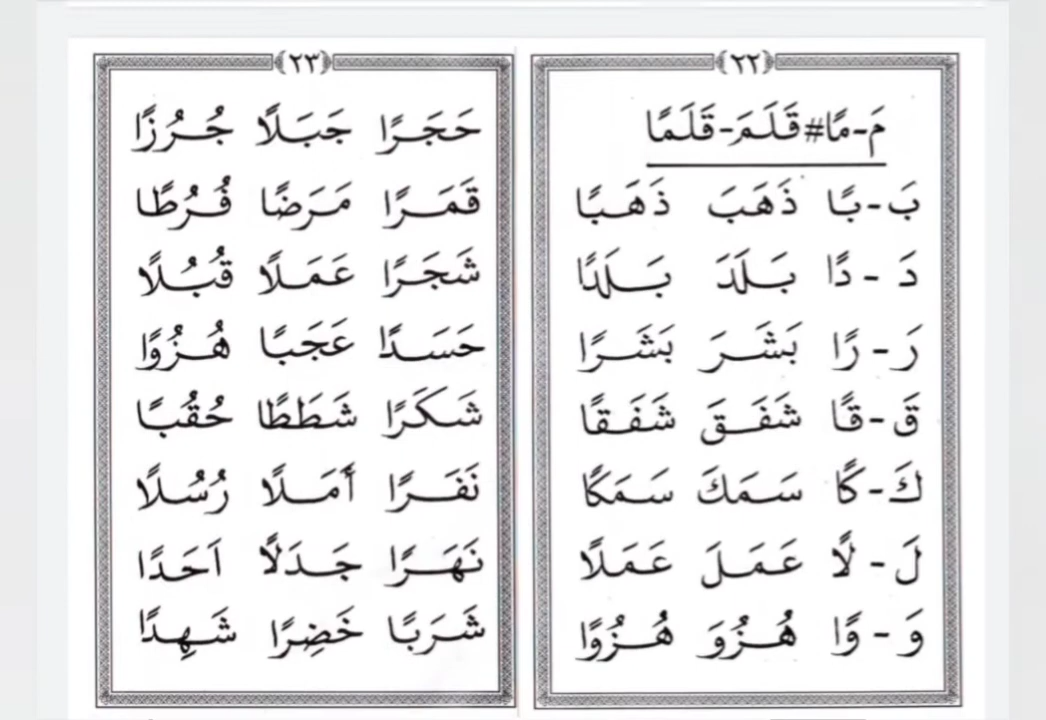 ﴿٢٢﴾
مَ-مًا#قَلَمَ-قَلَمًا
بَ-بًا ذَهَبَ ذَهَبًا
دَ - دًا بَلَدَ بَلَدًا
رَ - رًا بَشَرَ بَشَرًا
قَ-قًا شَفَقَ شَفَقًا
كَ-كًا سَمَكَ سَمَكًا
لَ - لًا عَمَلَ عَمَلًا
وَ - وًا هُزُوَ هُزُوًا
﴿٢٣﴾
حَجَرًا جَبَلًا جُرُزًا
قَمَرًا مَرَضًا فُرُطًا
شَجَرًا عَمَلًا قُبُلًا
حَسَدًا عَجَبًا هُزُوًا
شَكَرًا شَطَطًا حُقُبًا
نَفَرًا أَمَلًا رُسُلًا
نَهَرًا جَدَلًا اَحَدًا
شَرَبًا خَضِرًا شَهِدًا